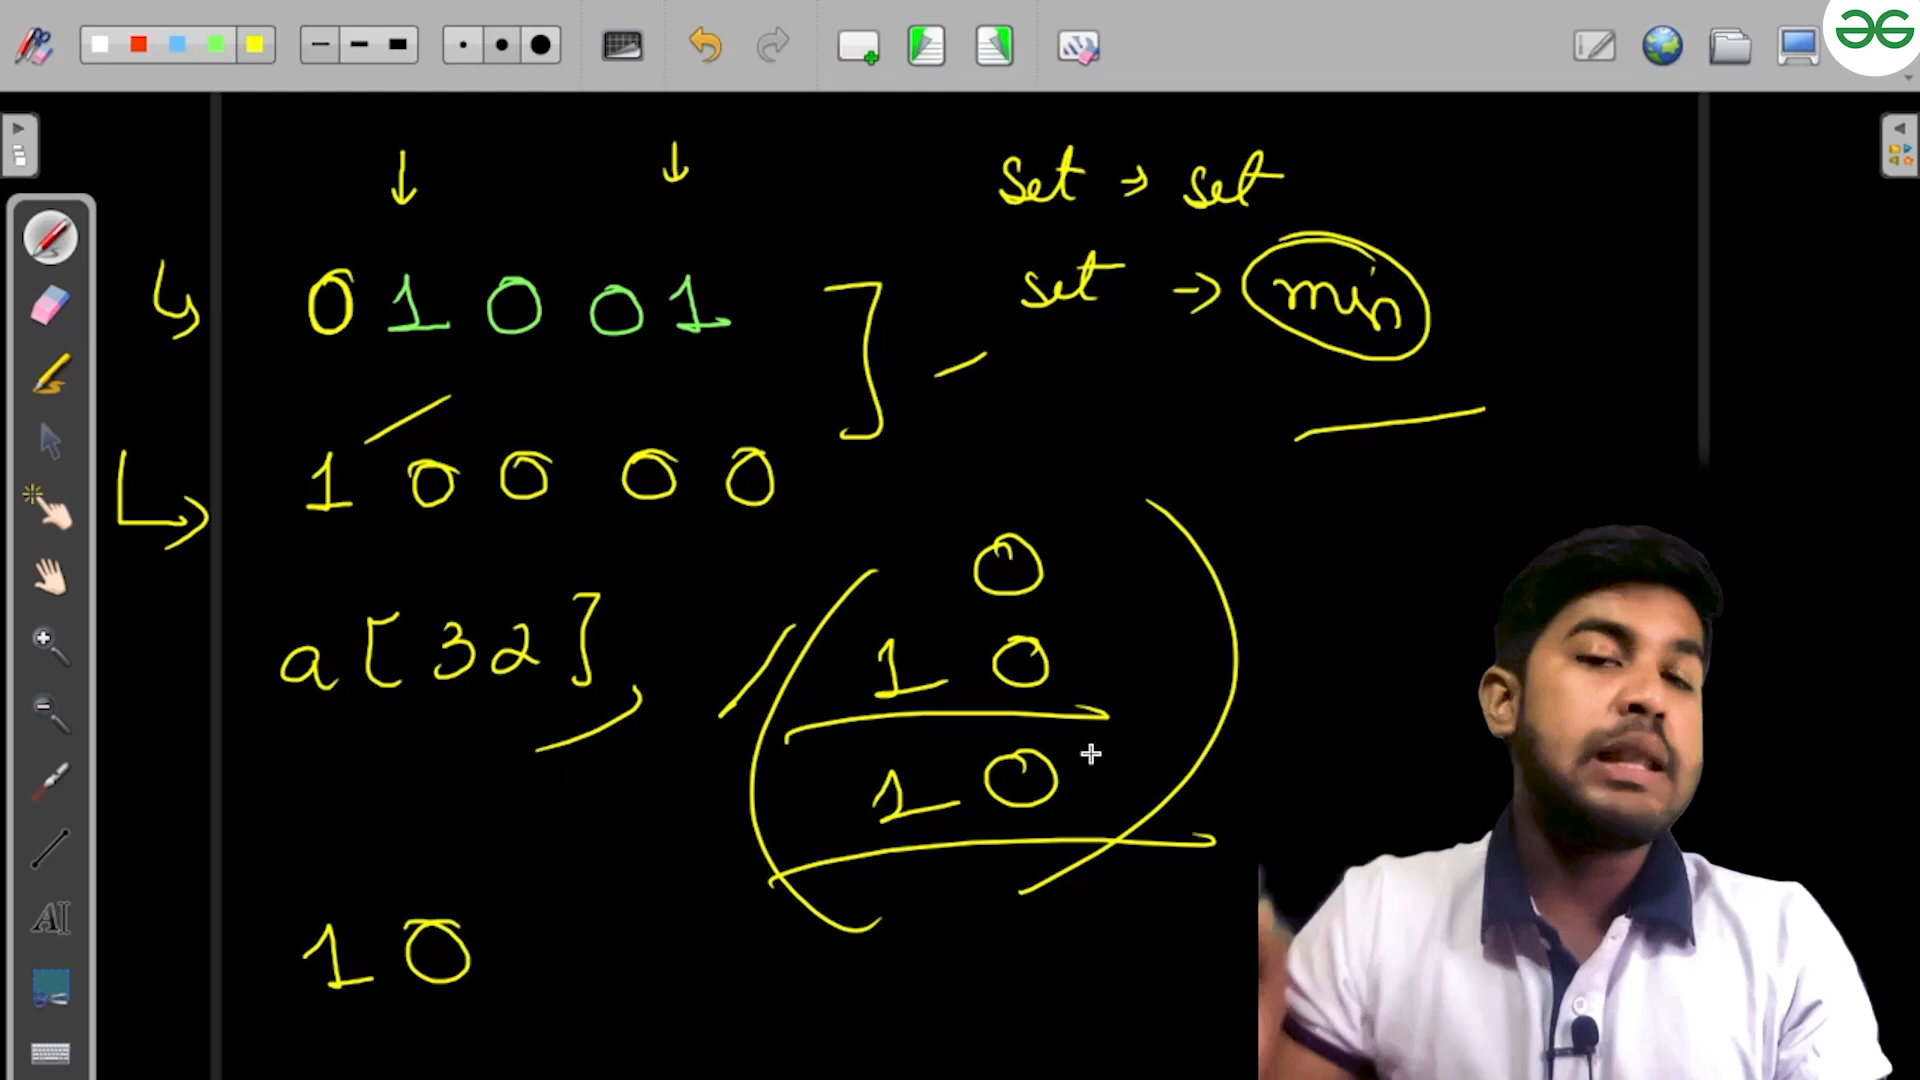 set → set
0 1 0 0 1
set → min
1 0 0 0 0
a[32],
0
1 0
1 0
1 0
AI